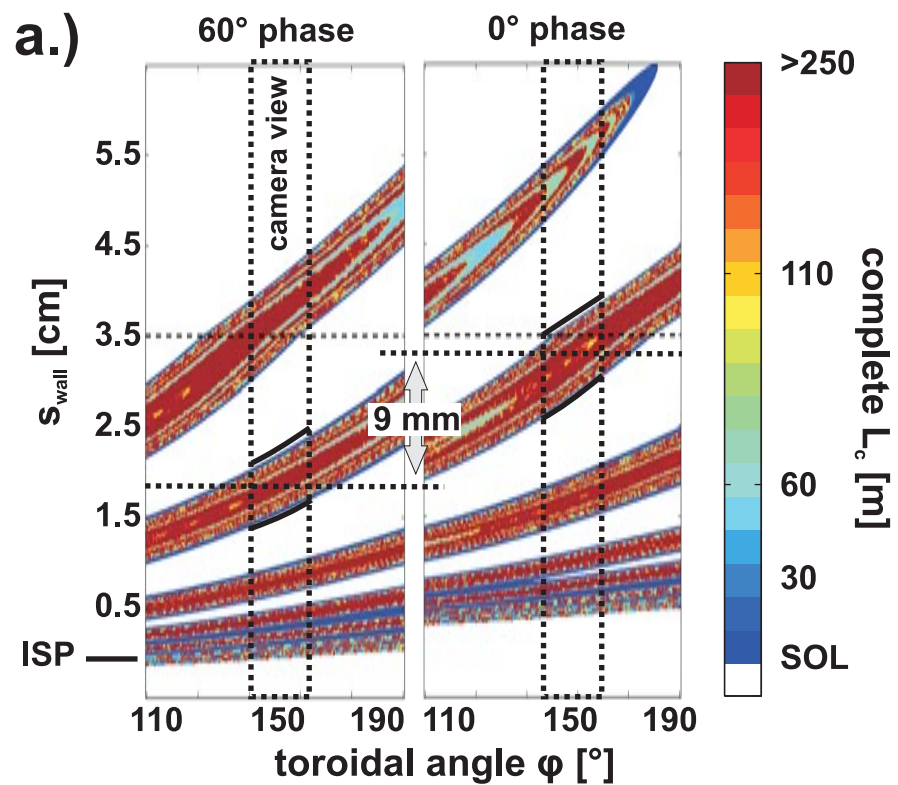 a.)
60° phase
0° phase
camera view
5.5
4.5
3.5
2.5
1.5
0.5
ISP
s_wall [cm]
9 mm
110 150 190
110 150 190
toroidal angle φ [°]
>250
110
60
30
SOL
complete L_c [m]